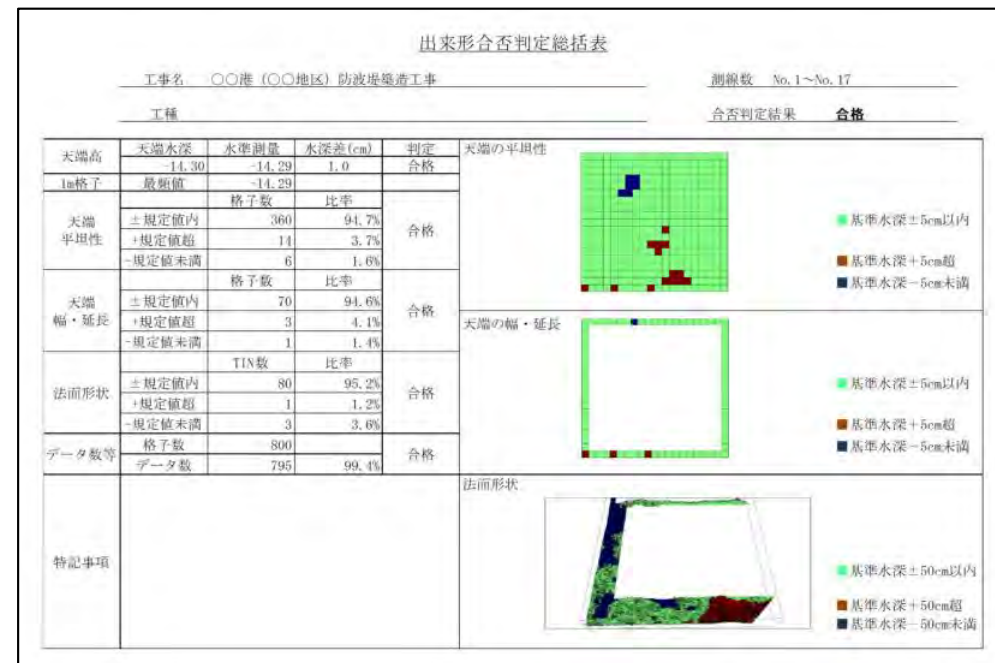 出来形合否判定総括表
工事名 〇〇港（〇〇地区）防波堤築造工事 測線数 No.1～No.17
工種 合否判定結果 合格
天端高 天端水深 水準測量 水深差(cm) 判定
-14.30 -14.29 1.0 合格
1m格子 最頻値 -14.29
天端平坦性 格子数 比率
±規定値内 360 94.7% 合格
+規定値超 14 3.7%
-規定値未満 6 1.6%
天端幅・延長 格子数 比率
±規定値内 70 94.6% 合格
+規定値超 3 4.1%
-規定値未満 1 1.4%
法面形状 TIN数 比率
±規定値内 80 95.2% 合格
+規定値超 1 1.2%
-規定値未満 3 3.6%
データ数等 格子数 800 合格
データ数 795 99.4%
特記事項
天端の平坦性
基準水深±5cm以内
基準水深+5cm超
基準水深-5cm未満
天端の幅・延長
基準水深±5cm以内
基準水深+5cm超
基準水深-5cm未満
法面形状
基準水深±50cm以内
基準水深+50cm超
基準水深-50cm未満